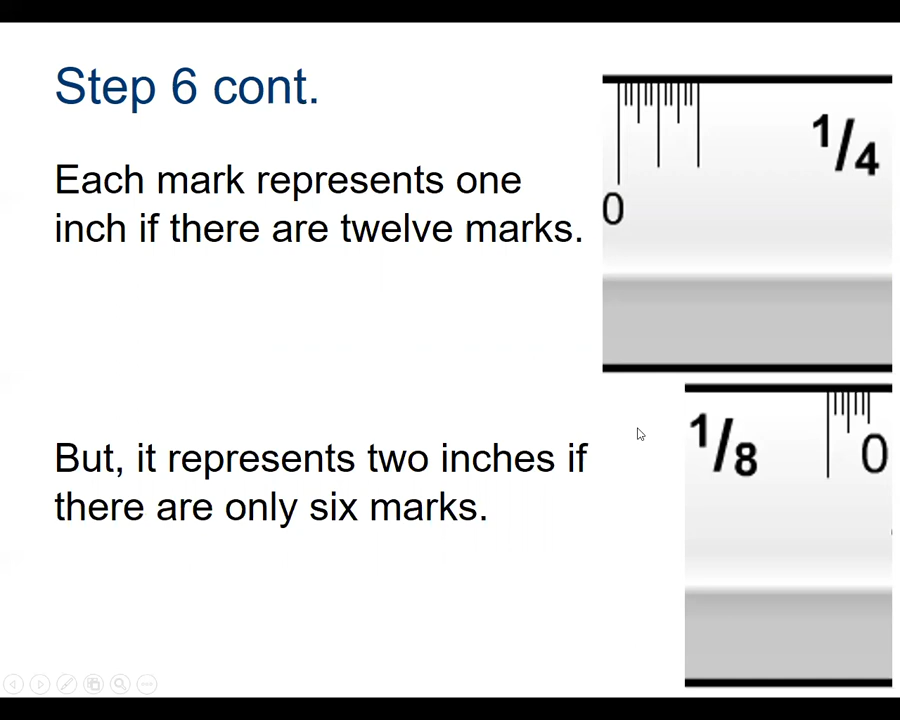 Step 6 cont.
Each mark represents one
inch if there are twelve marks.
1/4
0
But, it represents two inches if
there are only six marks.
1/8
0